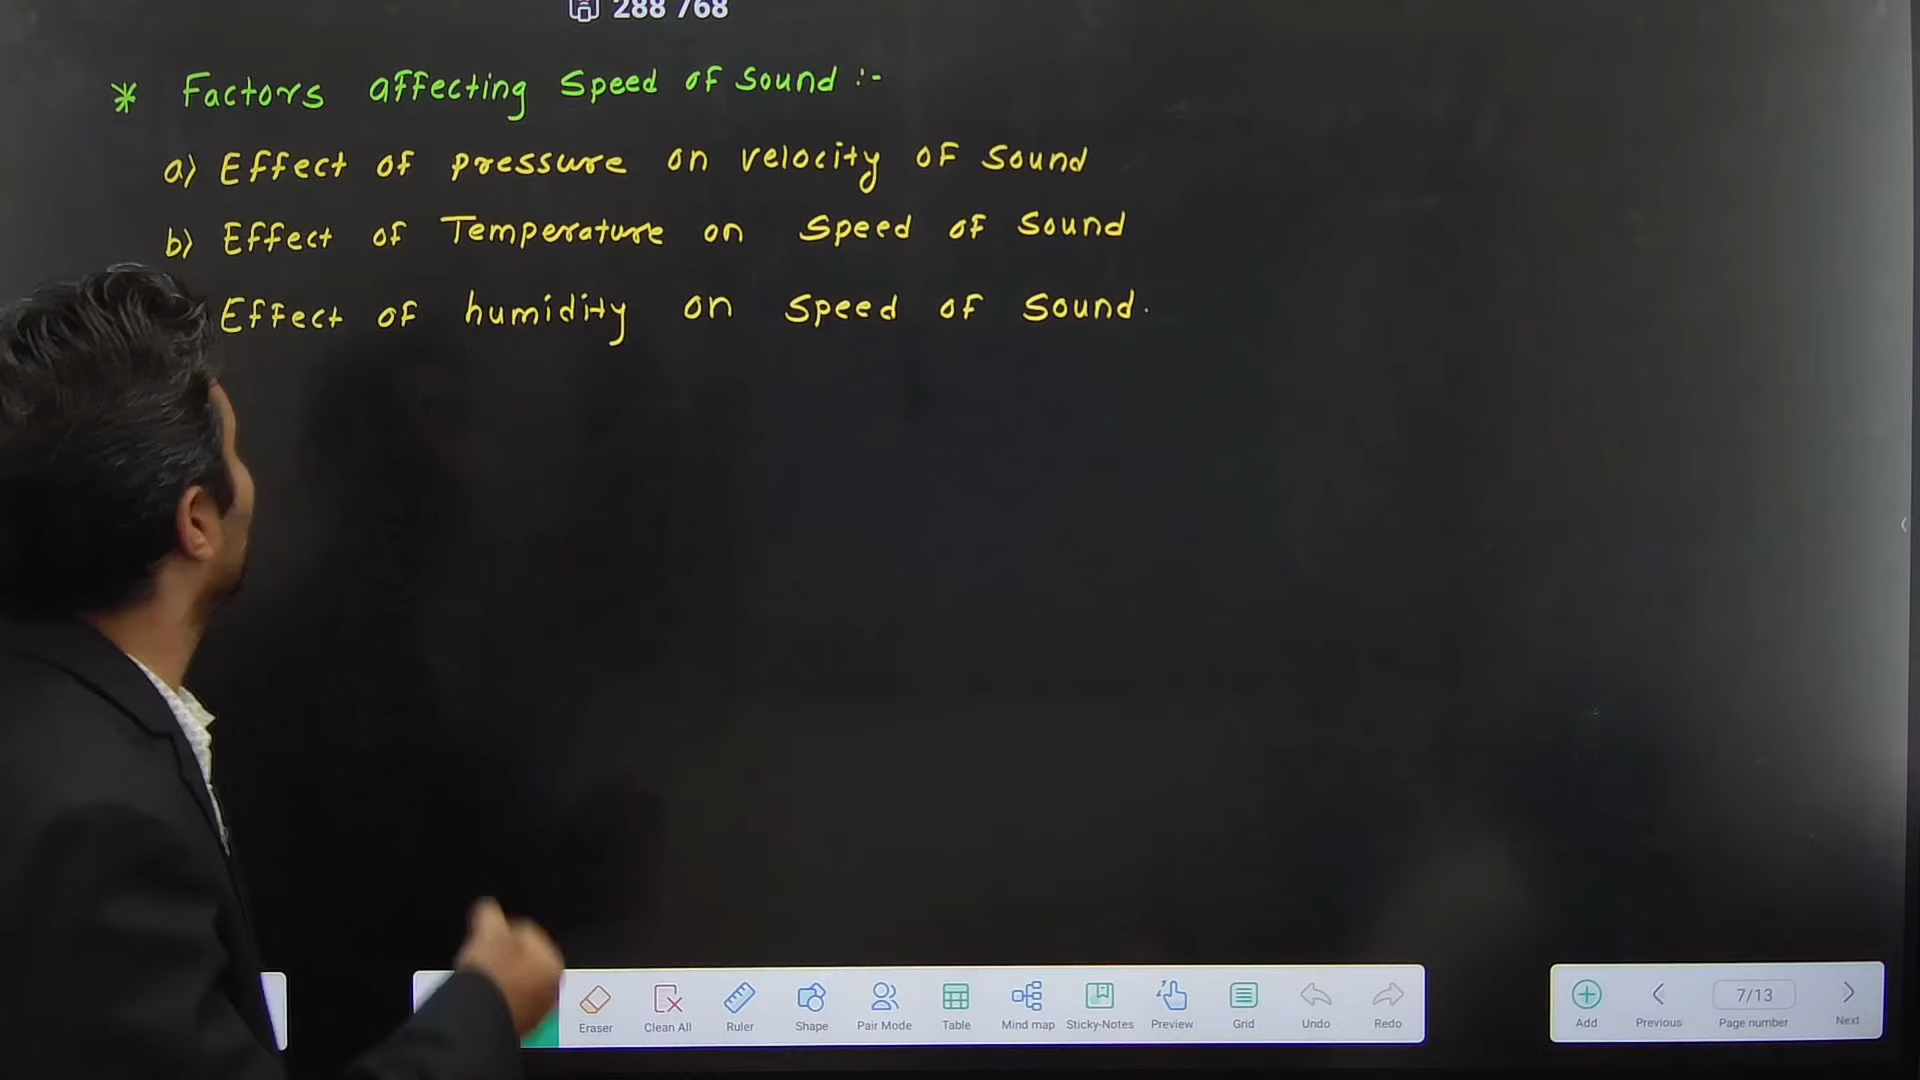 288 768
* Factors affecting Speed of Sound :-
a) Effect of pressure on velocity of Sound
b) Effect of Temperature on Speed of Sound
Effect of humidity on Speed of Sound.
Eraser Clean All Ruler Shape Pair Mode Table Mind map Sticky-Notes Preview Grid Undo Redo
Add Previous 7/13 Page number Next